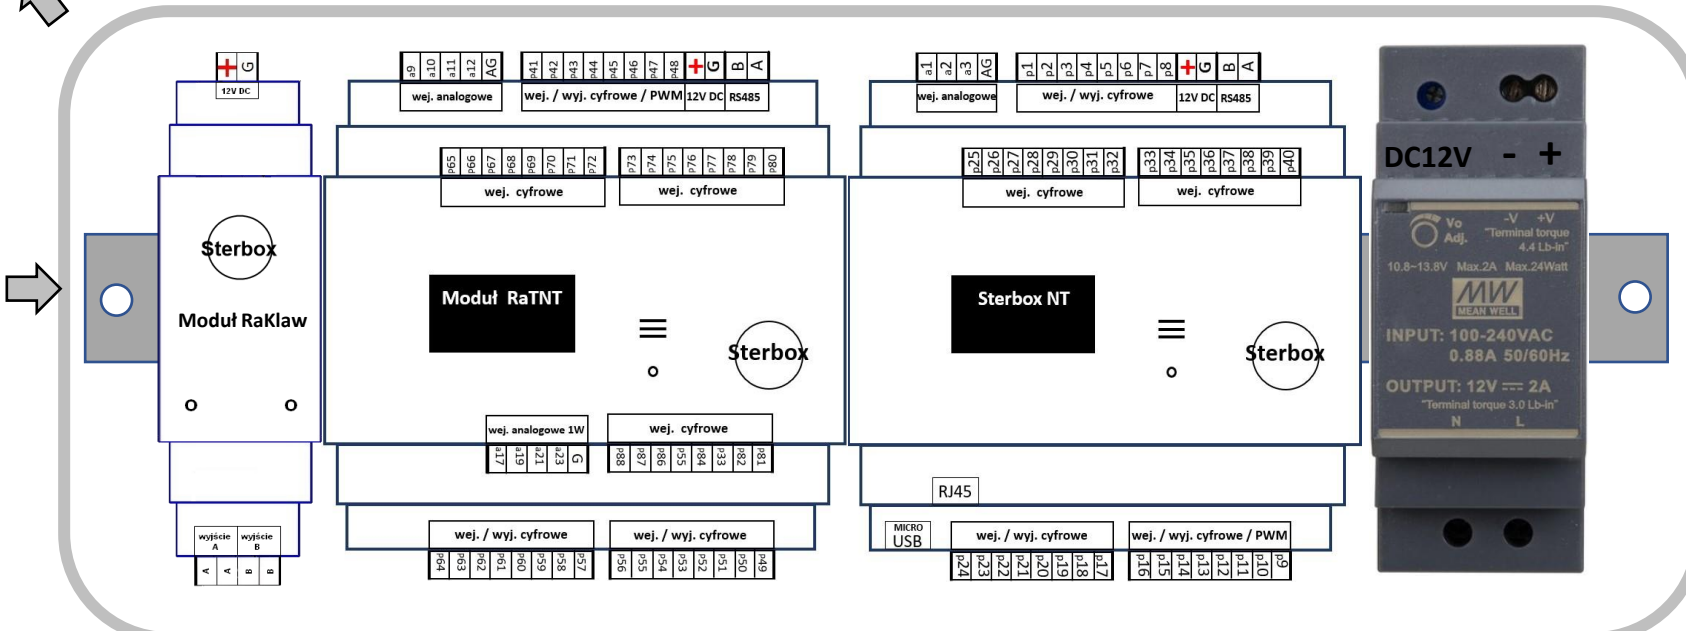 + G
12V DC
Sterbox
Moduł RaKlaw
wyjście A
wyjście B
A A B B
a9 a10 a11 a12 AG
wej. analogowe
p41 p42 p43 p44 p45 p46 p47 p48 + G B A
wej. / wyj. cyfrowe / PWM
12V DC
RS485
p65 p66 p67 p68 p69 p70 p71 p72
wej. cyfrowe
p73 p74 p75 p76 p77 p78 p79 p80
wej. cyfrowe
Moduł RaTNT
Sterbox
wej. analogowe 1W
a17 a19 a21 a23 G
wej. cyfrowe
p88 p87 p86 p55 p84 p33 p82 p81
wej. / wyj. cyfrowe
p64 p63 p62 p61 p60 p59 p58 p57
wej. / wyj. cyfrowe
p56 p55 p54 p53 p52 p51 p50 p49
a1 a2 a3 AG
wej. analogowe
p1 p2 p3 p4 p5 p6 p7 p8 + G B A
wej. / wyj. cyfrowe
12V DC
RS485
p25 p26 p27 p28 p29 p30 p31 p32
wej. cyfrowe
p33 p34 p35 p36 p37 p38 p39 p40
wej. cyfrowe
Sterbox NT
Sterbox
RJ45
MICRO
USB
wej. / wyj. cyfrowe
p24 p23 p22 p21 p20 p19 p18 p17
wej. / wyj. cyfrowe / PWM
p16 p15 p14 p13 p12 p11 p10 p9
DC12V - +
Vo Adj.
-V +V
"Terminal torque
4.4 Lb-in"
10.8~13.8V Max.2A Max.24Watt
MW
MEAN WELL
INPUT: 100-240VAC
0.88A 50/60Hz
OUTPUT: 12V ⎓ 2A
"Terminal torque 3.0 Lb-in"
N L